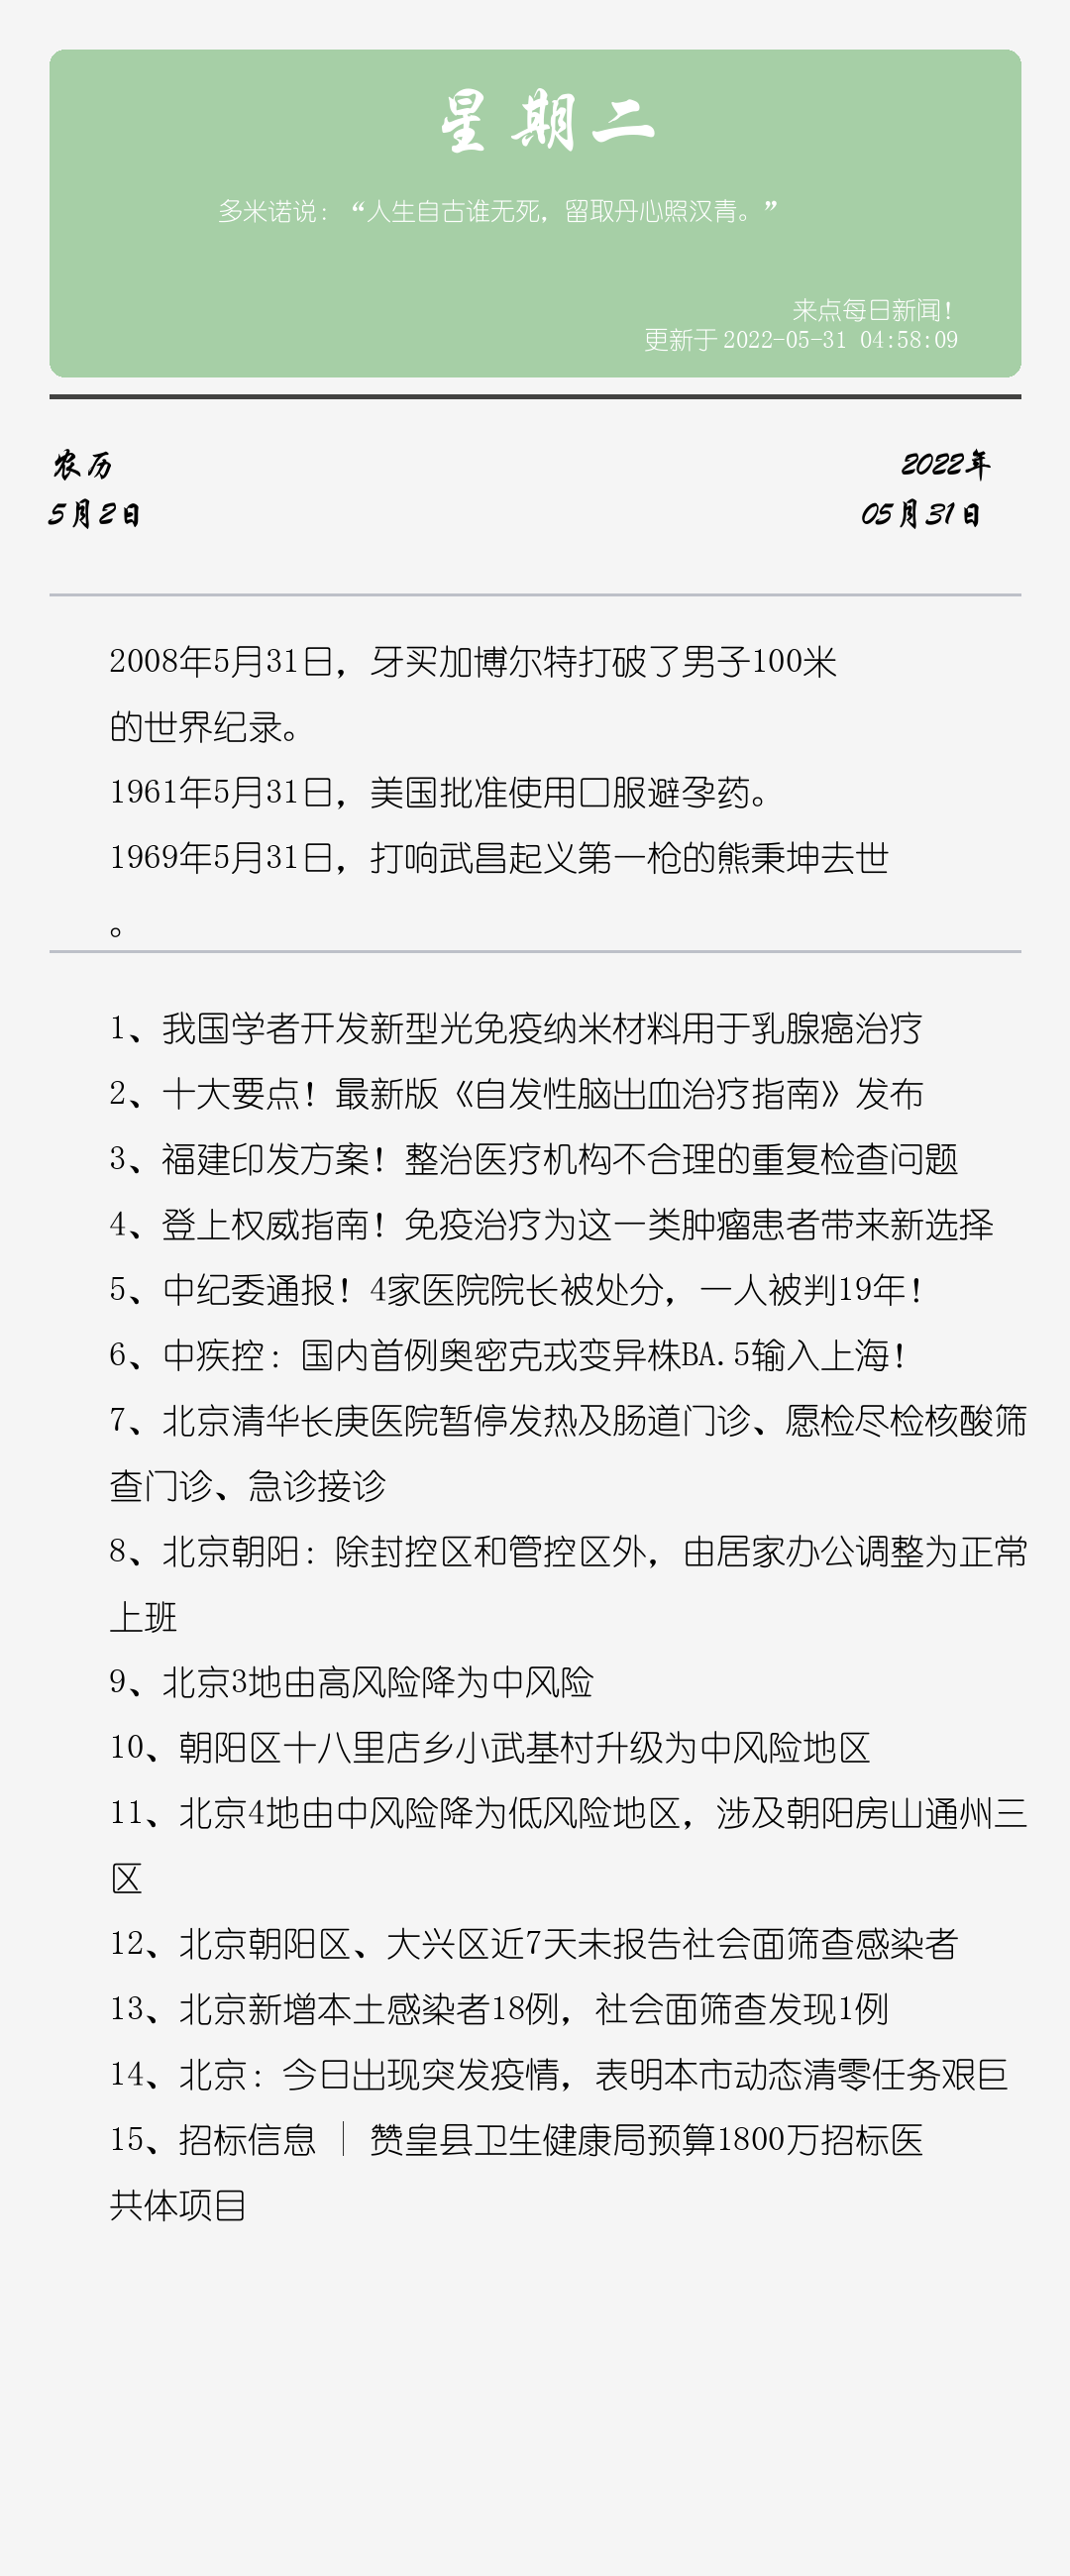 星期二
多米诺说：“人生自古谁无死，留取丹心照汉青。”
来点每日新闻！
更新于 2022-05-31 04:58:09
农历
2022年
5月2日
05月31日
2008年5月31日，牙买加博尔特打破了男子100米
的世界纪录。
1961年5月31日，美国批准使用口服避孕药。
1969年5月31日，打响武昌起义第一枪的熊秉坤去世
。
1、我国学者开发新型光免疫纳米材料用于乳腺癌治疗
2、十大要点！最新版《自发性脑出血治疗指南》发布
3、福建印发方案！整治医疗机构不合理的重复检查问题
4、登上权威指南！免疫治疗为这一类肿瘤患者带来新选择
5、中纪委通报！4家医院院长被处分，一人被判19年！
6、中疾控：国内首例奥密克戎变异株BA.5输入上海！
7、北京清华长庚医院暂停发热及肠道门诊、愿检尽检核酸筛
查门诊、急诊接诊
8、北京朝阳：除封控区和管控区外，由居家办公调整为正常
上班
9、北京3地由高风险降为中风险
10、朝阳区十八里店乡小武基村升级为中风险地区
11、北京4地由中风险降为低风险地区，涉及朝阳房山通州三
区
12、北京朝阳区、大兴区近7天未报告社会面筛查感染者
13、北京新增本土感染者18例，社会面筛查发现1例
14、北京：今日出现突发疫情，表明本市动态清零任务艰巨
15、招标信息 | 赞皇县卫生健康局预算1800万招标医
共体项目